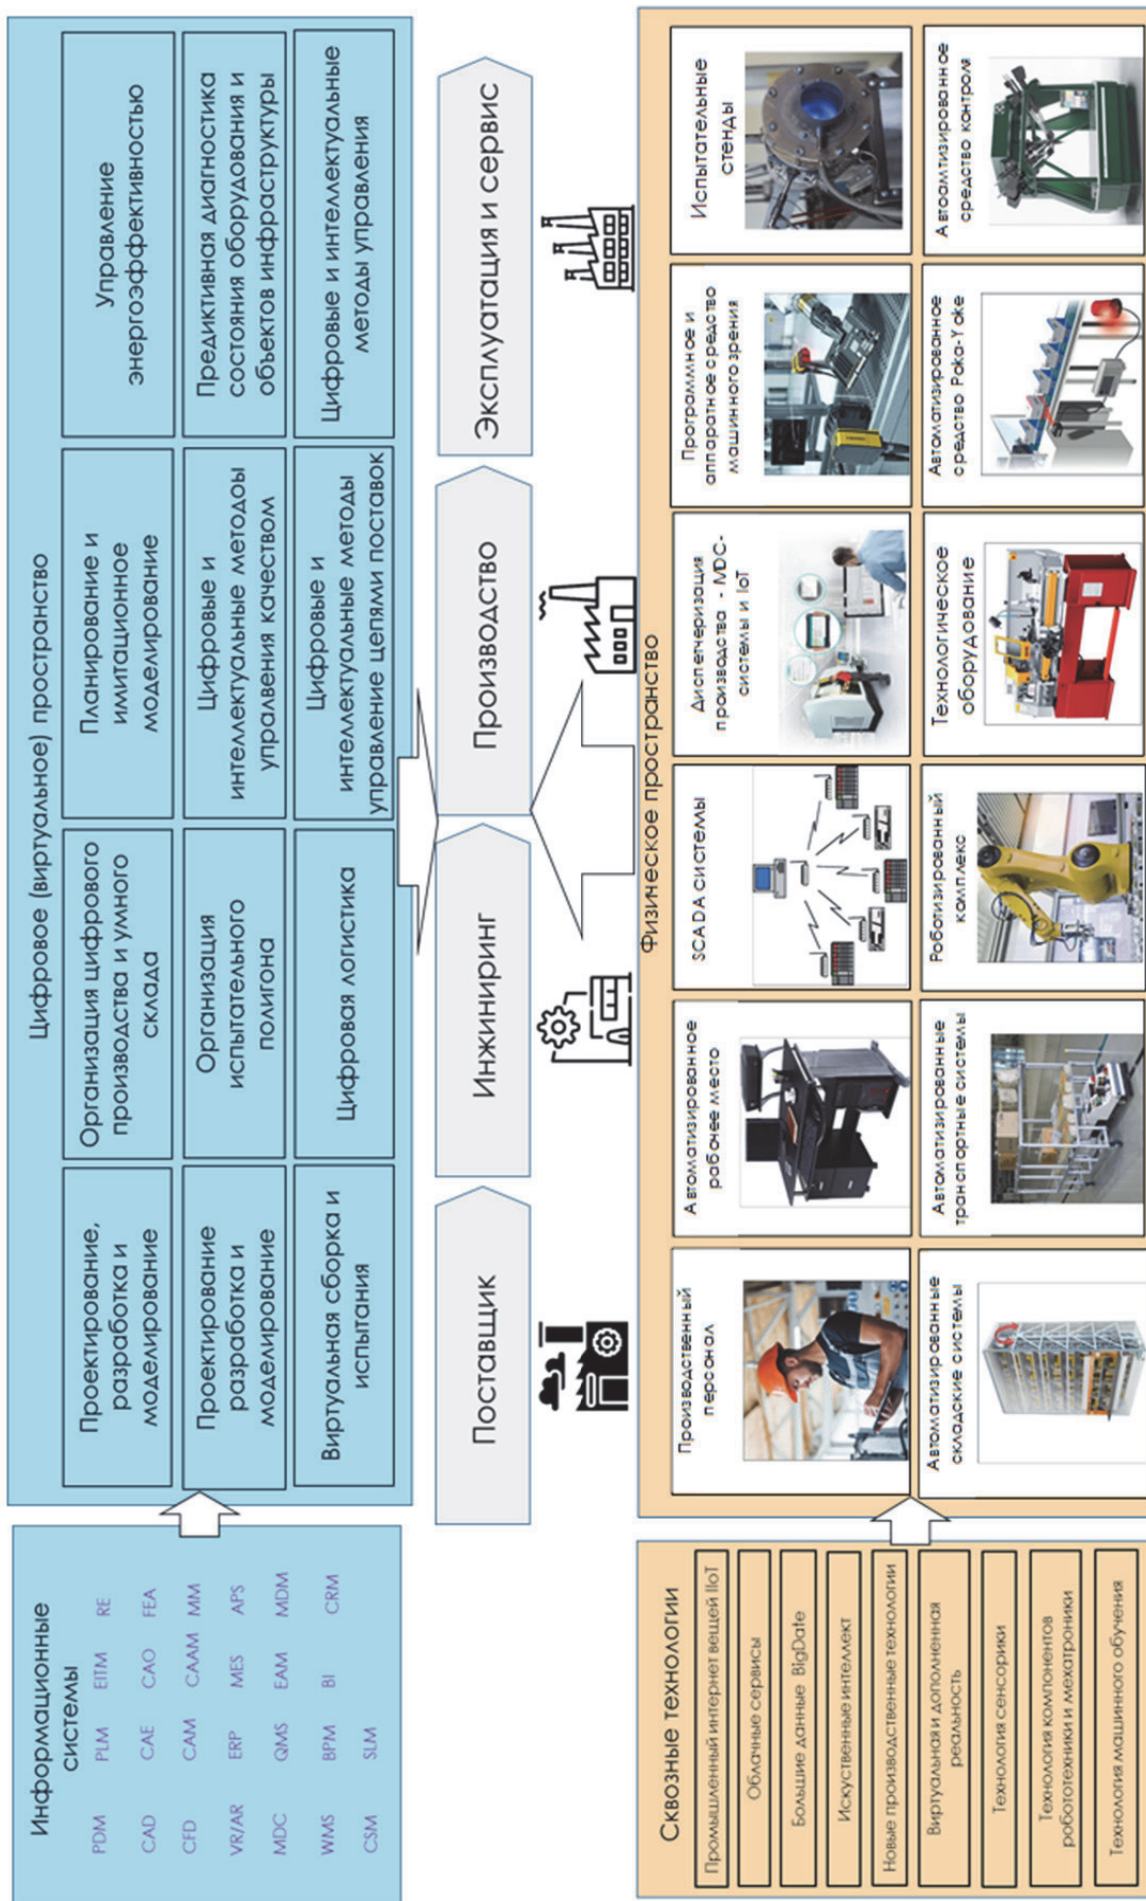 Информационные
системы
PDM PLM EITM RE
CAD CAE CAO FEA
CFD CAM CAAM MM
VR/AR ERP MES APS
MDC QMS EAM MDM
WMS BPM BI CRM
CSM SLM
Цифровое (виртуальное) пространство
Проектирование,
разработка и
моделирование
Организация цифрового
производства и умного
склада
Планирование и
имитационное
моделирование
Управление
энергоэффективностью
Проектирование
разработка и
моделирование
Организация
испытательного
полигона
Цифровые и
интеллектуальные методы
управления качеством
Предиктивная диагностика
состояния оборудования и
объектов инфраструктуры
Виртуальная сборка и
испытания
Цифровая логистика
Цифровые и
интеллектуальные методы
управление цепями поставок
Цифровые и интеллектуальные
методы управления
Поставщик
Инжиниринг
Производство
Эксплуатация и сервис
Сквозные технологии
Промышленный интернет вещей IIoT
Облачные сервисы
Большие данные BigDate
Искуственные интеллект
Новые производственные технологии
Виртуальная и дополненная
реальность
Технология сенсорики
Технология компонентов
робототехники и мехатроники
Технология машинного обучения
Физическое пространство
Производственный
персонал
Автоматизированное
рабочее место
SCADA системы
Диспетчеризация
производства - MDC-
системы и IoT
Программное и
аппаратное средство
машинного зрения
Испытательные
стенды
Автоматизированные
складские системы
Автоматизированные
транспортные системы
Роботизированный
комплекс
Технологическое
оборудование
Автоматизированное
средство Poka-Yoke
Автоамтизированное
средство контроля